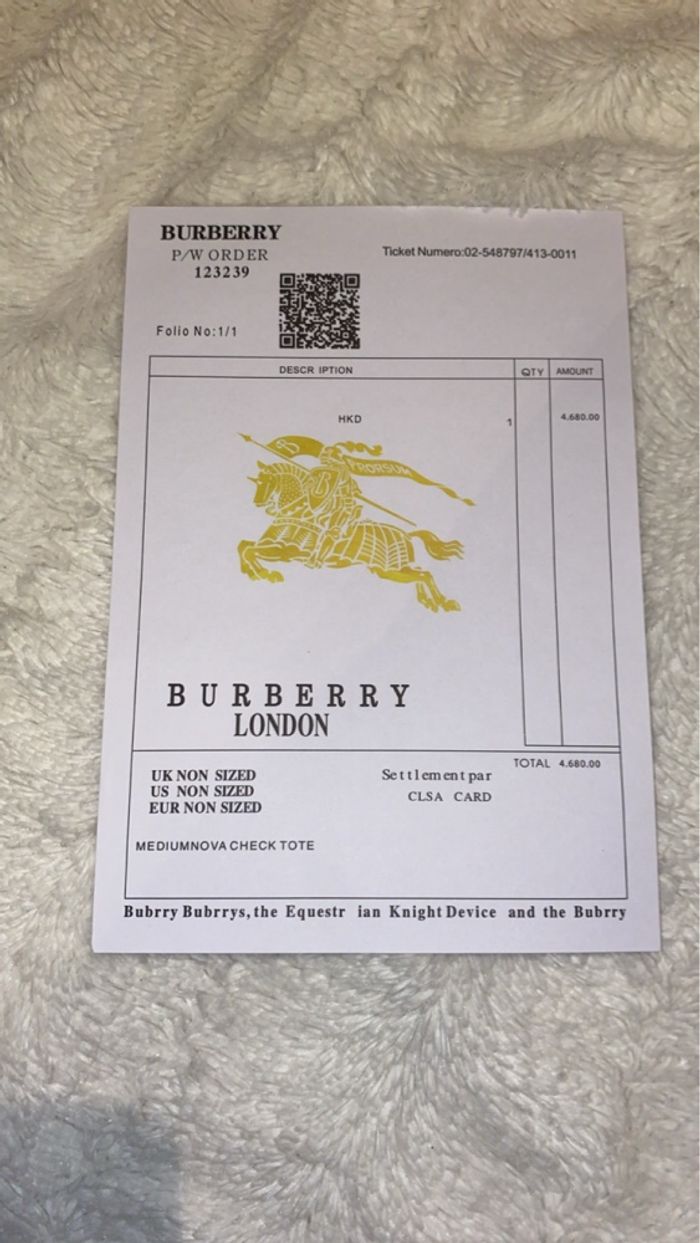 BURBERRY
P/W ORDER
123239
Ticket Numero:02-548797/413-0011
Folio No:1/1
DESCR IPTION QTY AMOUNT
HKD 1 4.680.00
PRORSUM
B
BURBERRY
LONDON
TOTAL 4.680.00
UK NON SIZED
US NON SIZED
EUR NON SIZED
Settlement par
CLSA CARD
MEDIUMNOVA CHECK TOTE
Bubrry Bubrrys, the Equestr ian Knight Device and the Bubrry